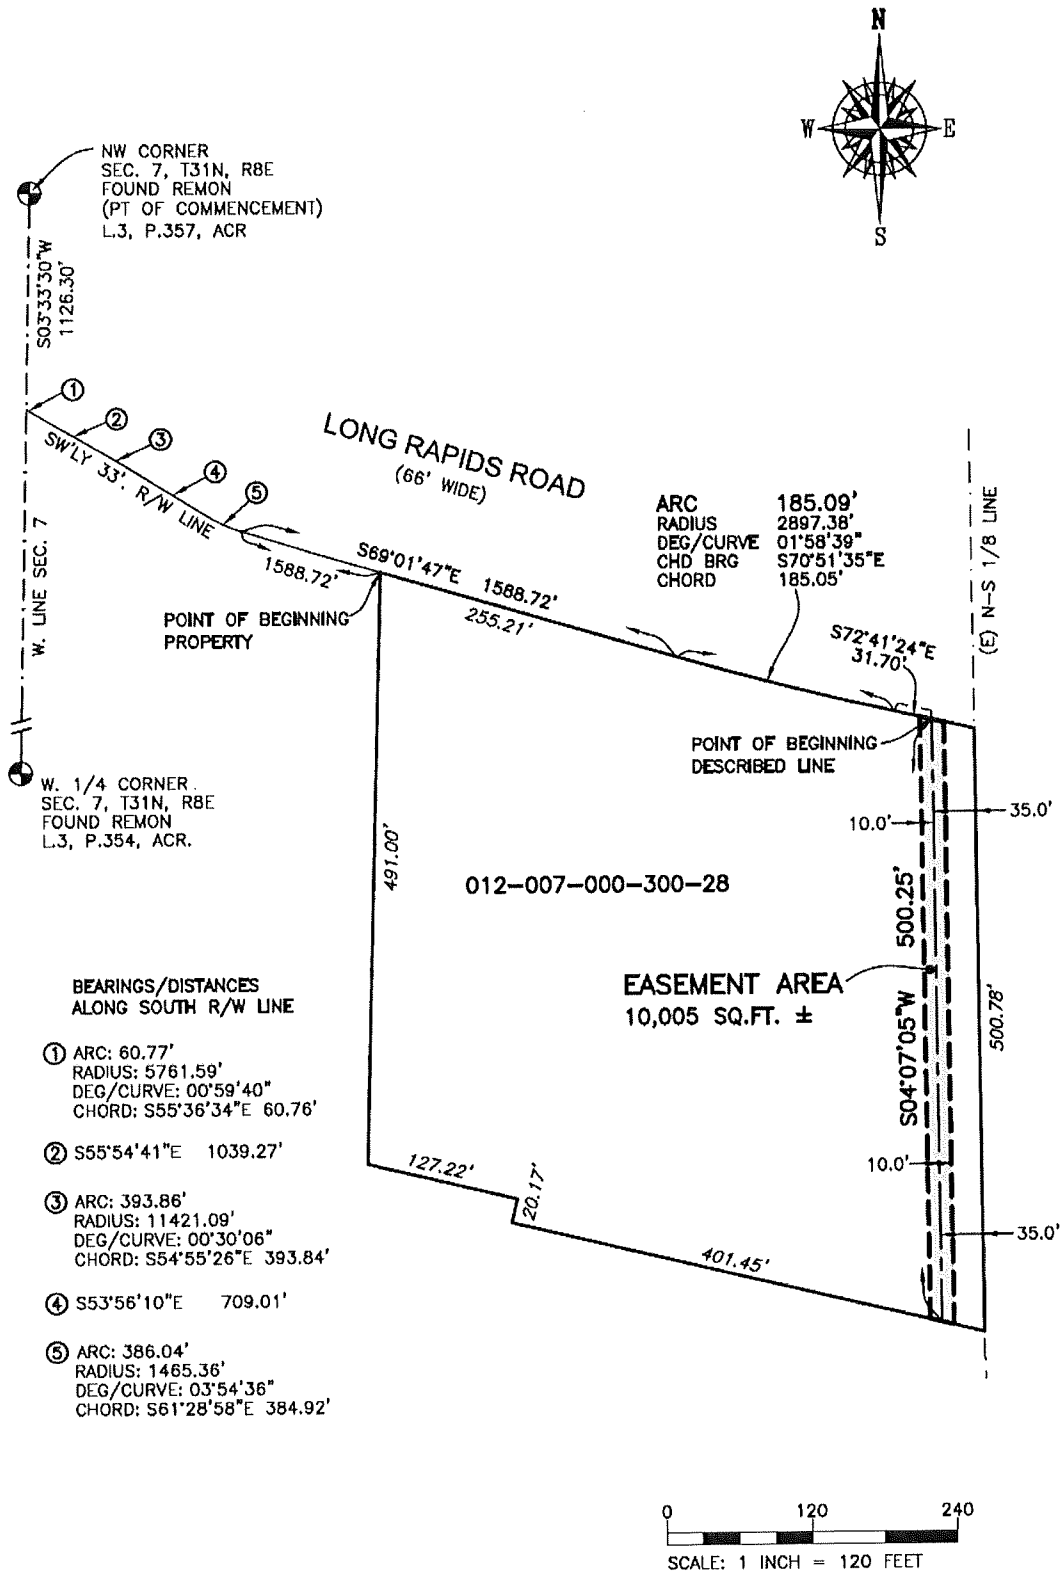 N
W
E
S
NW CORNER
SEC. 7, T31N, R8E
FOUND REMON
(PT OF COMMENCEMENT)
L.3, P.357, ACR
S03°33'30"W
1126.30'
1
2
3
4
5
SW'LY 33'. R/W LINE
W. LINE SEC. 7
LONG RAPIDS ROAD
(66' WIDE)
ARC 185.09'
RADIUS 2897.38'
DEG/CURVE 01°58'39"
CHD BRG S70°51'35"E
CHORD 185.05'
(E) N-S 1/8 LINE
1588.72'
S69°01'47"E 1588.72'
255.21'
POINT OF BEGINNING
PROPERTY
S72°41'24"E
31.70'
POINT OF BEGINNING
DESCRIBED LINE
W. 1/4 CORNER.
SEC. 7, T31N, R8E
FOUND REMON
L.3, P.354, ACR.
10.0'
35.0'
491.00'
012-007-000-300-28
S04°07'05"W 500.25'
EASEMENT AREA
10,005 SQ.FT. ±
500.78'
BEARINGS/DISTANCES
ALONG SOUTH R/W LINE
1 ARC: 60.77'
RADIUS: 5761.59'
DEG/CURVE: 00°59'40"
CHORD: S55°36'34"E 60.76'
2 S55°54'41"E 1039.27'
3 ARC: 393.86'
RADIUS: 11421.09'
DEG/CURVE: 00°30'06"
CHORD: S54°55'26"E 393.84'
4 S53°56'10"E 709.01'
5 ARC: 386.04'
RADIUS: 1465.36'
DEG/CURVE: 03°54'36"
CHORD: S61°28'58"E 384.92'
127.22'
20.17'
401.45'
10.0'
35.0'
0 120 240
SCALE: 1 INCH = 120 FEET